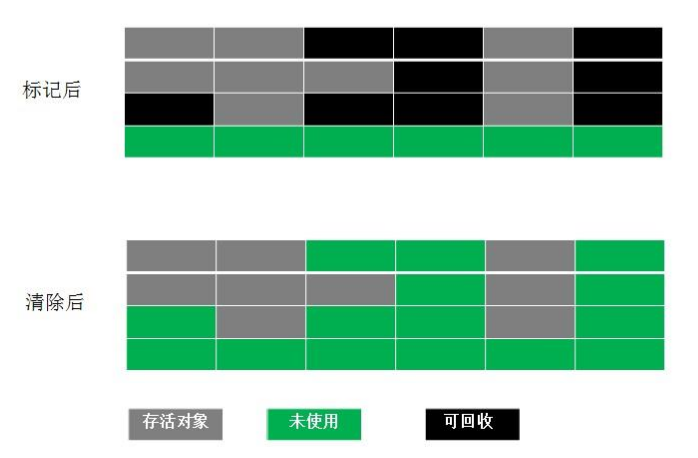 标记后
清除后
存活对象
未使用
可回收